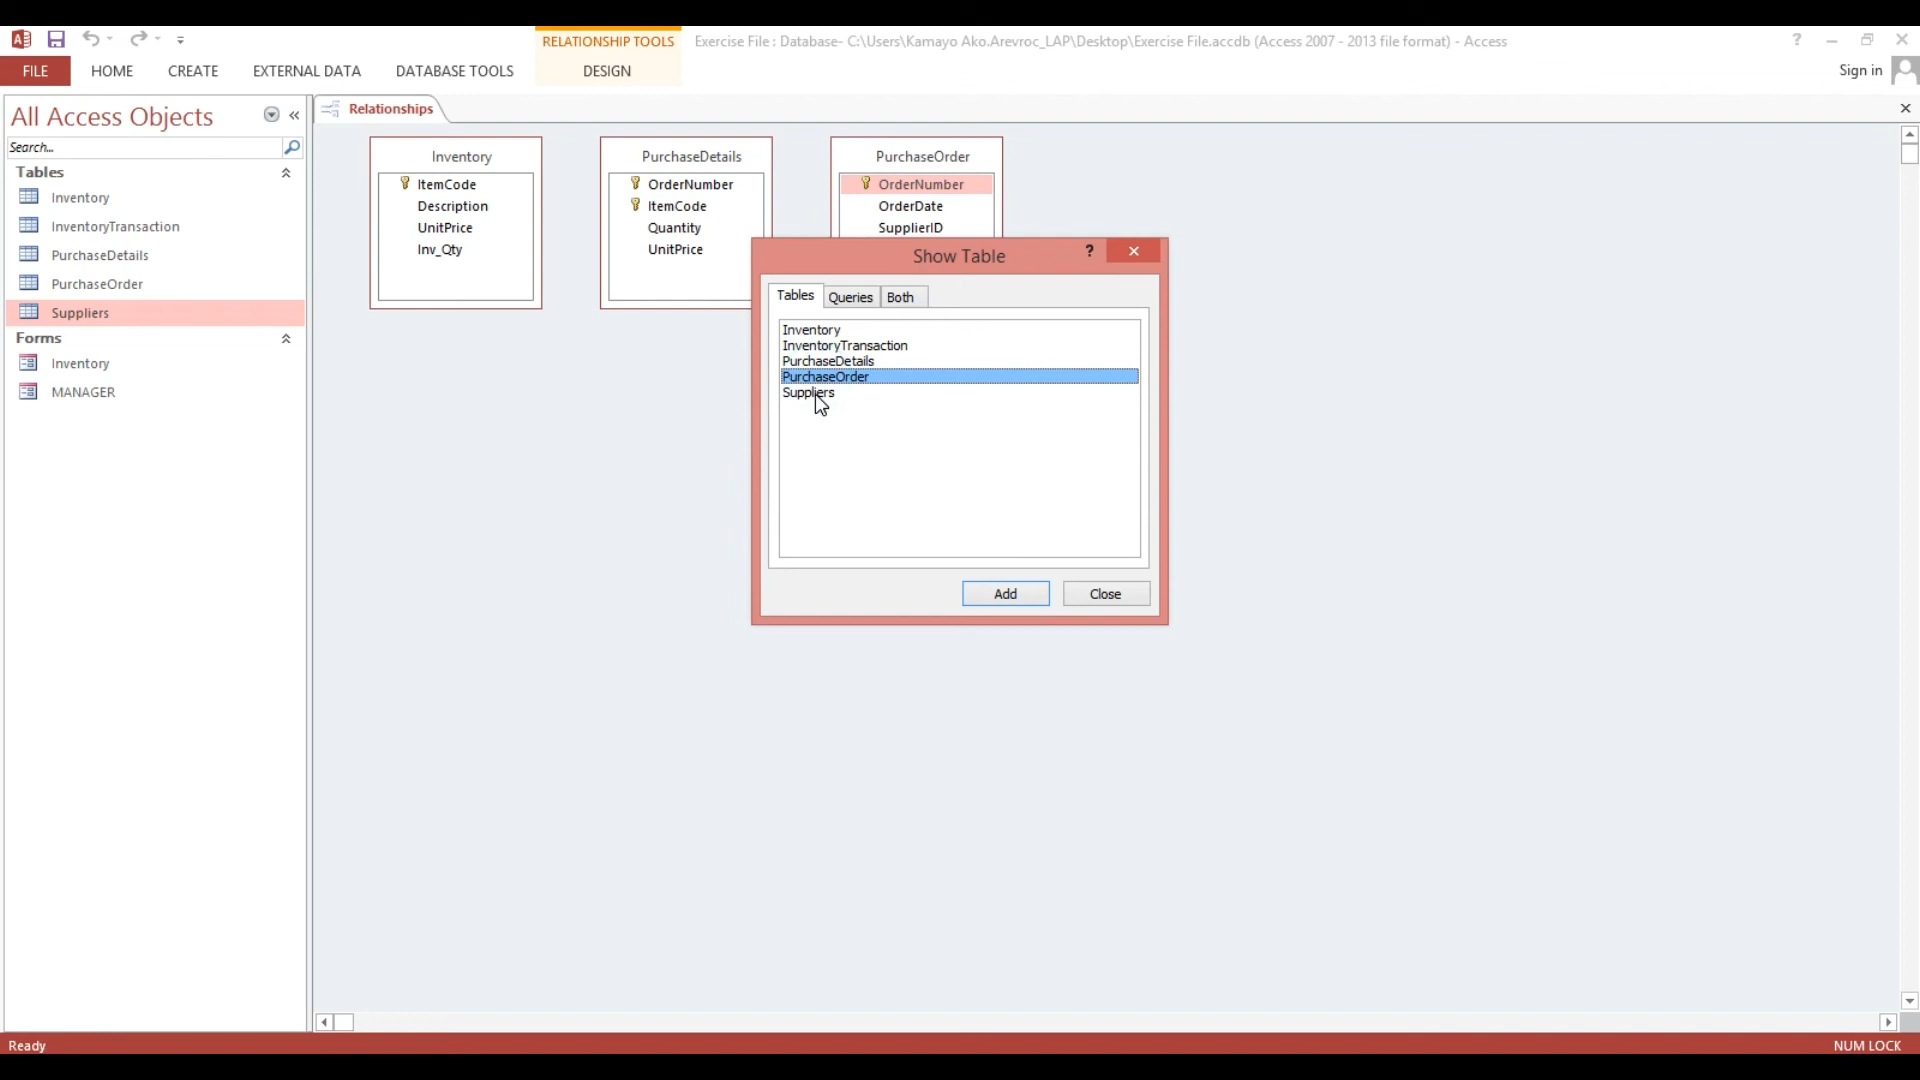 RELATIONSHIP TOOLS
Exercise File : Database- C:\Users\Kamayo Ako.Arevroc_LAP\Desktop\Exercise File.accdb (Access 2007 - 2013 file format) - Access
?
FILE
HOME
CREATE
EXTERNAL DATA
DATABASE TOOLS
DESIGN
Sign in
All Access Objects
Search...
Tables
Inventory
InventoryTransaction
PurchaseDetails
PurchaseOrder
Suppliers
Forms
Inventory
MANAGER
Relationships
Inventory
ItemCode
Description
UnitPrice
Inv_Qty
PurchaseDetails
OrderNumber
ItemCode
Quantity
UnitPrice
PurchaseOrder
OrderNumber
OrderDate
SupplierID
Show Table
?
Tables
Queries
Both
Inventory
InventoryTransaction
PurchaseDetails
PurchaseOrder
Suppliers
Add
Close
Ready
NUM LOCK